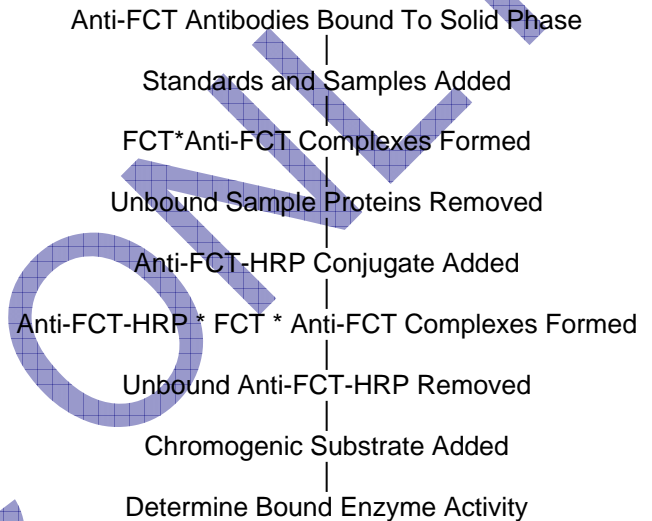 Anti-FCT Antibodies Bound To Solid Phase
Standards and Samples Added
FCT*Anti-FCT Complexes Formed
Unbound Sample Proteins Removed
Anti-FCT-HRP Conjugate Added
Anti-FCT-HRP * FCT * Anti-FCT Complexes Formed
Unbound Anti-FCT-HRP Removed
Chromogenic Substrate Added
Determine Bound Enzyme Activity
ONL